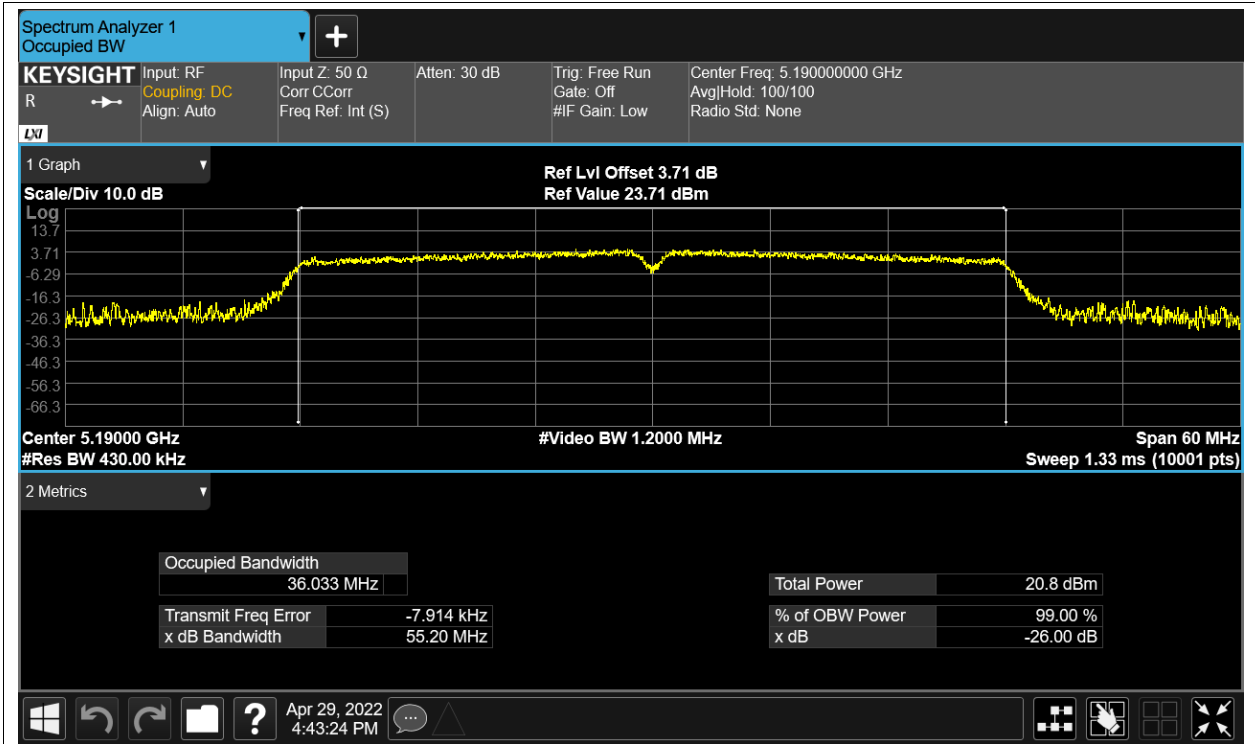 Spectrum Analyzer 1
Occupied BW
KEYSIGHT
R
LXI
Input: RF
Coupling: DC
Align: Auto
Input Z: 50 Ω
Corr CCorr
Freq Ref: Int (S)
Atten: 30 dB
Trig: Free Run
Gate: Off
#IF Gain: Low
Center Freq: 5.190000000 GHz
Avg|Hold: 100/100
Radio Std: None
1 Graph
Scale/Div 10.0 dB
Ref Lvl Offset 3.71 dB
Ref Value 23.71 dBm
Log
13.7
3.71
-6.29
-16.3
-26.3
-36.3
-46.3
-56.3
-66.3
Center 5.19000 GHz
#Video BW 1.2000 MHz
Span 60 MHz
#Res BW 430.00 kHz
Sweep 1.33 ms (10001 pts)
2 Metrics
Occupied Bandwidth
36.033 MHz
Transmit Freq Error -7.914 kHz
x dB Bandwidth 55.20 MHz
Total Power 20.8 dBm
% of OBW Power 99.00 %
x dB -26.00 dB
?
Apr 29, 2022
4:43:24 PM